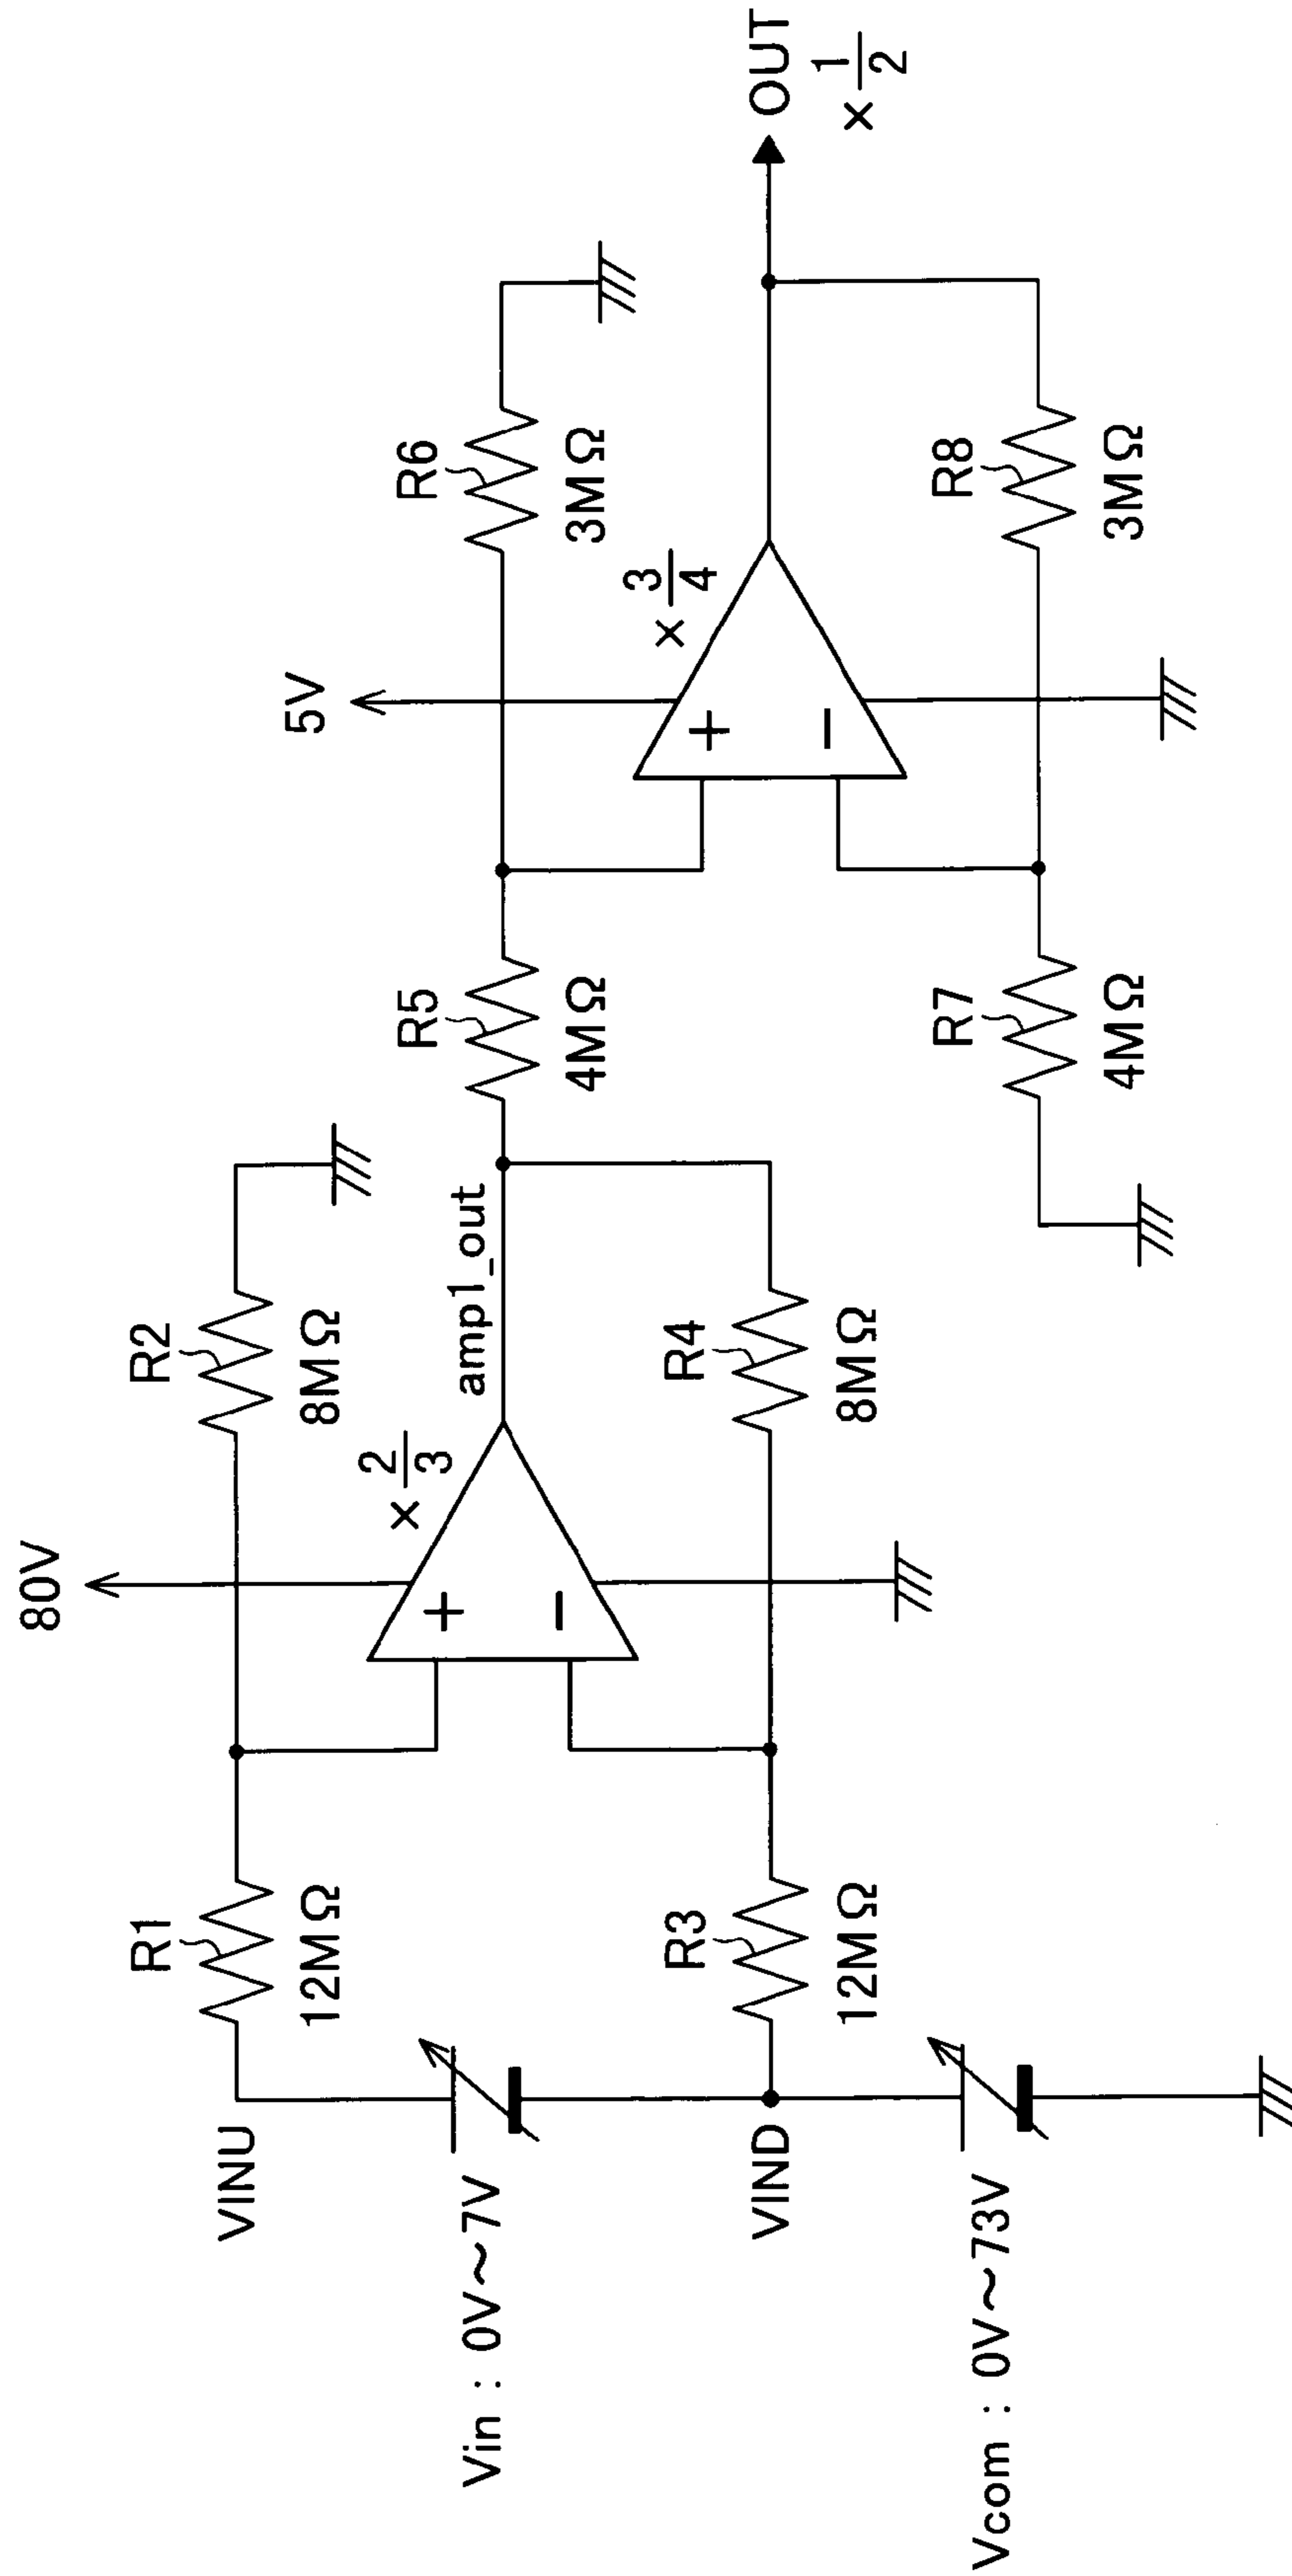 80V
5V
R2
8MΩ
R1
12MΩ
VINU
Vin : 0V～7V
VIND
Vcom : 0V～73V
R3
12MΩ
R4
8MΩ
+
−
×2/3
amp1_out
R5
4MΩ
R6
3MΩ
+
−
×3/4
R7
4MΩ
R8
3MΩ
OUT
×1/2